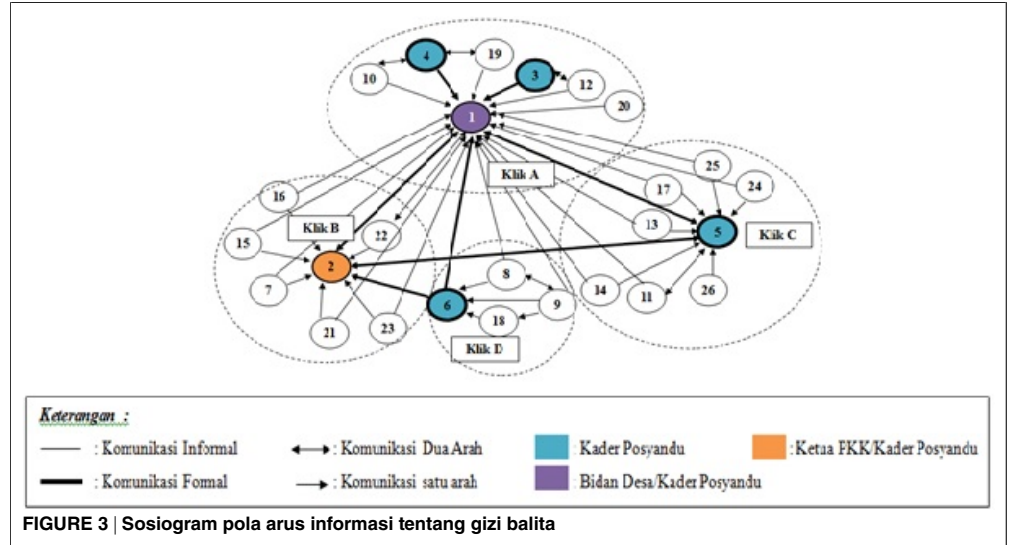 4
19
10
3
12
20
1
Klik A
25
16
17
24
Klik B
22
13
5
Klik C
15
2
8
7
6
14
11
26
9
18
21
23
Klik D
Keterangan :
: Komunikasi Informal
: Komunikasi Dua Arah
: Kader Posyandu
: Ketua PKK/Kader Posyandu
: Komunikasi Formal
: Komunikasi satu arah
: Bidan Desa/Kader Posyandu
FIGURE 3 | Sosiogram pola arus informasi tentang gizi balita